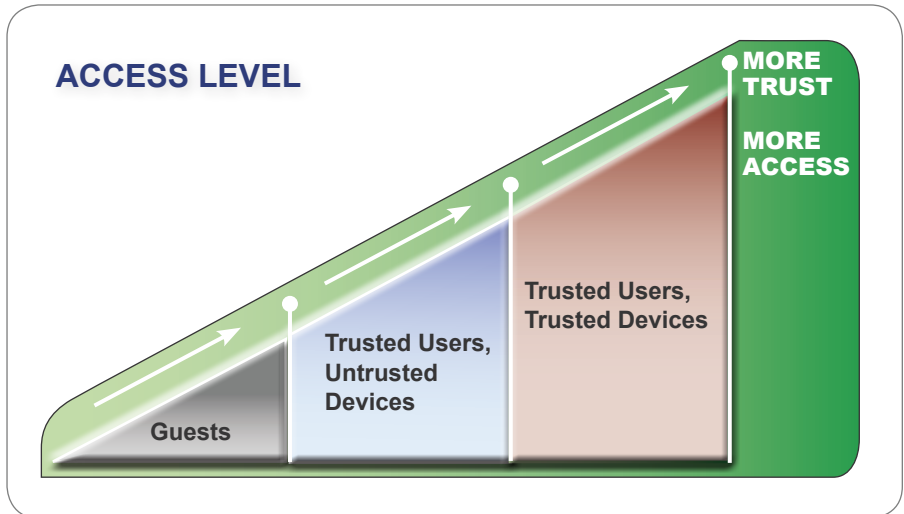 ACCESS LEVEL
MORE
TRUST
MORE
ACCESS
Trusted Users,
Trusted Devices
Trusted Users,
Untrusted
Devices
Guests